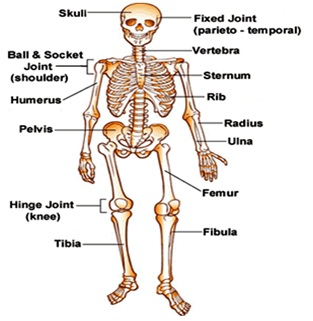 Skull
Fixed Joint
(parieto - temporal)
Vertebra
Ball & Socket
Joint
(shoulder)
Sternum
Humerus
Rib
Pelvis
Radius
Ulna
Femur
Hinge Joint
(knee)
Fibula
Tibia